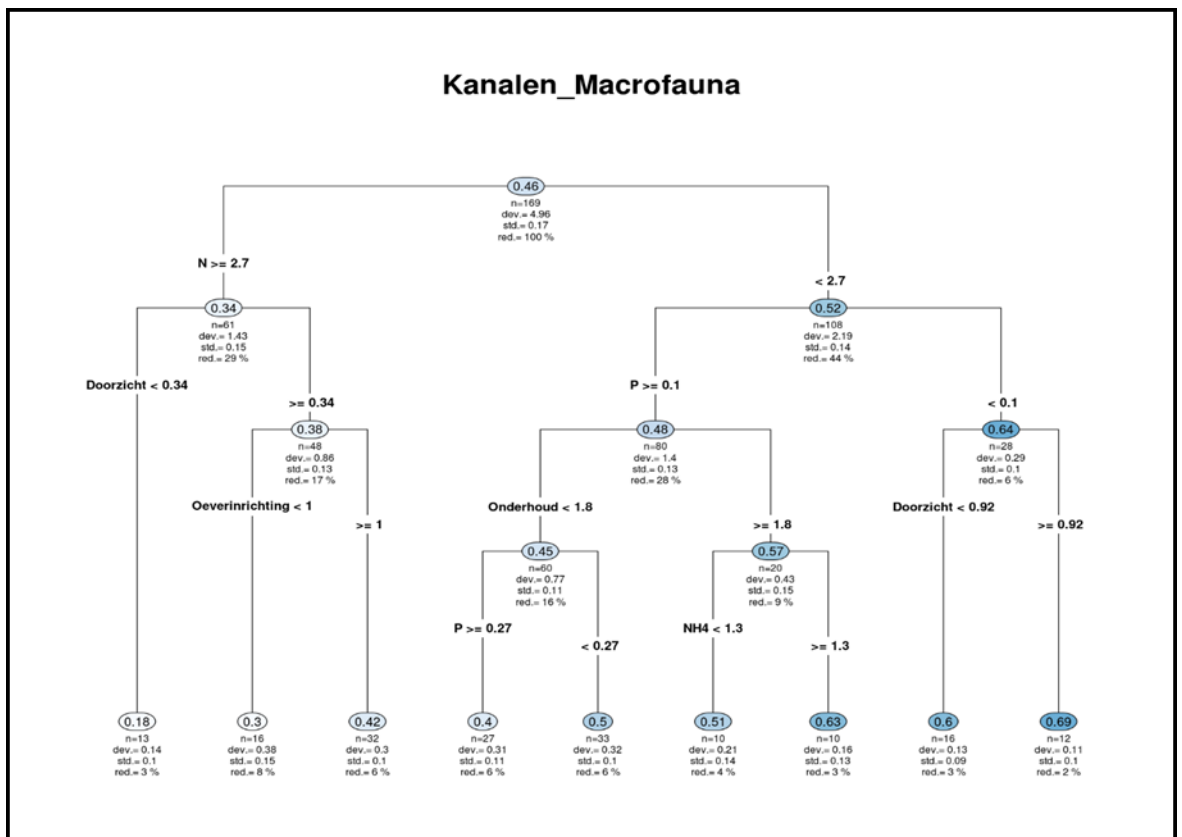 Kanalen_Macrofauna
0.46
n=169
dev.= 4.96
std.= 0.17
red.= 100 %
N >= 2.7
< 2.7
0.34
n=61
dev.= 1.43
std.= 0.15
red.= 29 %
0.52
n=108
dev.= 2.19
std.= 0.14
red.= 44 %
Doorzicht < 0.34
>= 0.34
P >= 0.1
< 0.1
0.38
n=48
dev.= 0.86
std.= 0.13
red.= 17 %
0.48
n=80
dev.= 1.4
std.= 0.13
red.= 28 %
0.64
n=28
dev.= 0.29
std.= 0.1
red.= 6 %
Oeverinrichting < 1
>= 1
Onderhoud < 1.8
>= 1.8
Doorzicht < 0.92
>= 0.92
0.45
n=60
dev.= 0.77
std.= 0.11
red.= 16 %
0.57
n=20
dev.= 0.43
std.= 0.15
red.= 9 %
P >= 0.27
< 0.27
NH4 < 1.3
>= 1.3
0.18
n=13
dev.= 0.14
std.= 0.1
red.= 3 %
0.3
n=16
dev.= 0.38
std.= 0.15
red.= 8 %
0.42
n=32
dev.= 0.3
std.= 0.1
red.= 6 %
0.4
n=27
dev.= 0.31
std.= 0.11
red.= 6 %
0.5
n=33
dev.= 0.32
std.= 0.1
red.= 6 %
0.51
n=10
dev.= 0.21
std.= 0.14
red.= 4 %
0.63
n=10
dev.= 0.16
std.= 0.13
red.= 3 %
0.6
n=16
dev.= 0.13
std.= 0.09
red.= 3 %
0.69
n=12
dev.= 0.11
std.= 0.1
red.= 2 %